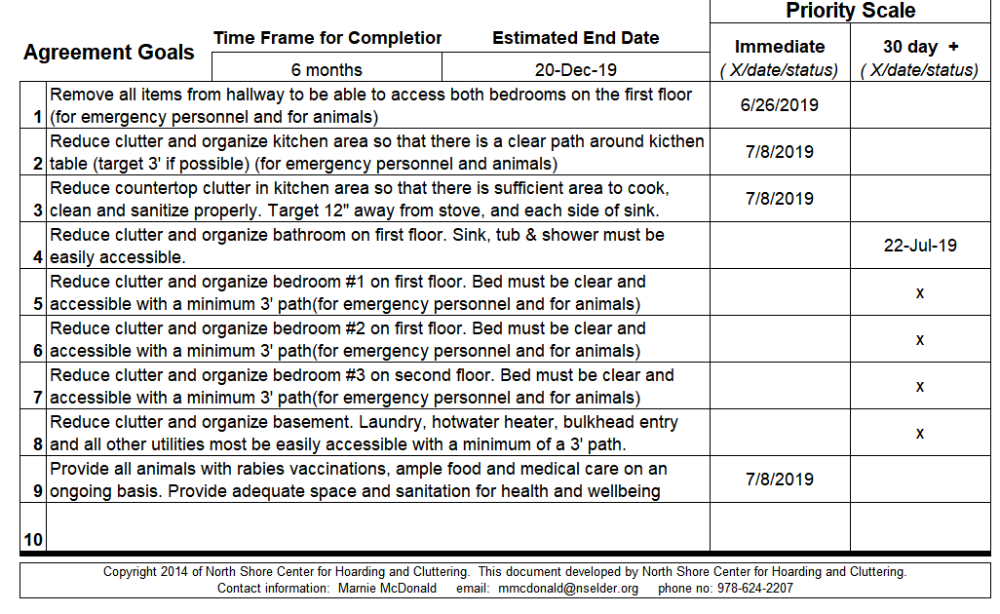 Priority Scale
Agreement Goals
Time Frame for Completion
Estimated End Date
Immediate
30 day +
6 months
20-Dec-19
( X/date/status)
( X/date/status)
Remove all items from hallway to be able to access both bedrooms on the first floor
1 (for emergency personnel and for animals)
6/26/2019
Reduce clutter and organize kitchen area so that there is a clear path around kicthen
2 table (target 3' if possible) (for emergency personnel and animals)
7/8/2019
Reduce countertop clutter in kitchen area so that there is sufficient area to cook,
3 clean and sanitize properly. Target 12" away from stove, and each side of sink.
7/8/2019
Reduce clutter and organize bathroom on first floor. Sink, tub & shower must be
4 easily accessible.
22-Jul-19
Reduce clutter and organize bedroom #1 on first floor. Bed must be clear and
5 accessible with a minimum 3' path(for emergency personnel and for animals)
x
Reduce clutter and organize bedroom #2 on first floor. Bed must be clear and
6 accessible with a minimum 3' path(for emergency personnel and for animals)
x
Reduce clutter and organize bedroom #3 on second floor. Bed must be clear and
7 accessible with a minimum 3' path(for emergency personnel and for animals)
x
Reduce clutter and organize basement. Laundry, hotwater heater, bulkhead entry
8 and all other utilities most be easily accessible with a minimum of a 3' path.
x
Provide all animals with rabies vaccinations, ample food and medical care on an
9 ongoing basis. Provide adequate space and sanitation for health and wellbeing
7/8/2019
10
Copyright 2014 of North Shore Center for Hoarding and Cluttering. This document developed by North Shore Center for Hoarding and Cluttering.
Contact information: Marnie McDonald email: mmcdonald@nselder.org phone no: 978-624-2207